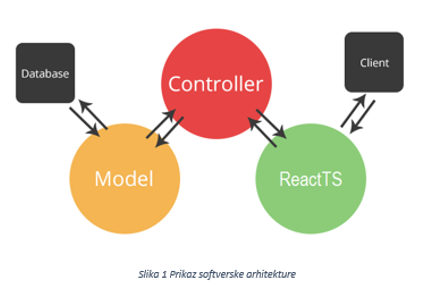 Database
Controller
Client
Model
ReactTS
Slika 1 Prikaz softverske arhitekture